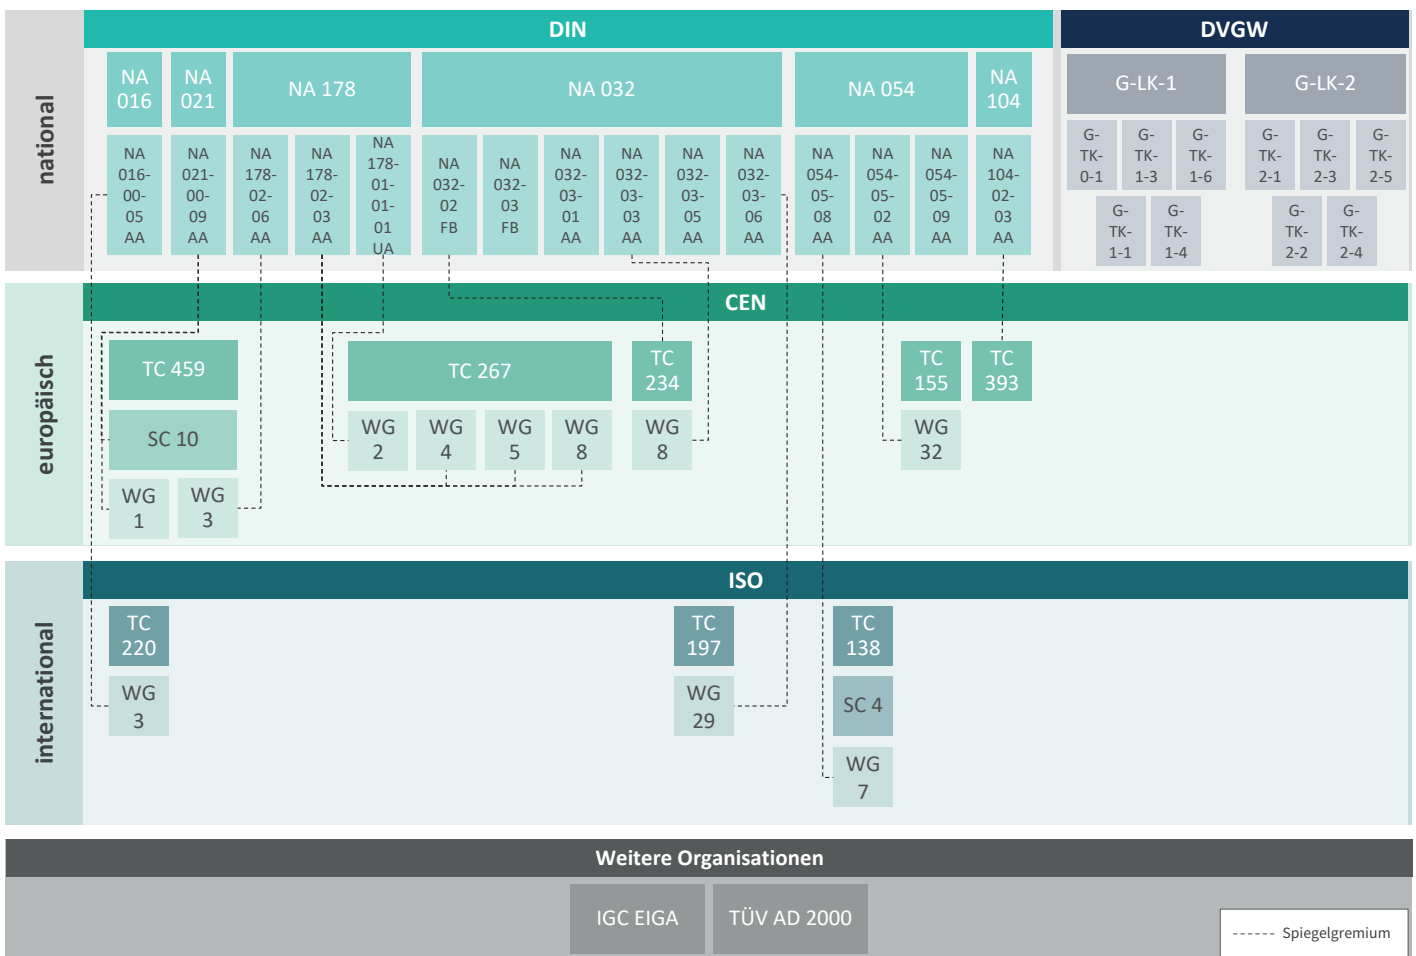 national
DIN
DVGW
NA
016
NA
021
NA 178
NA 032
NA 054
NA
104
G-LK-1
G-LK-2
NA
016-
00-
05
AA
NA
021-
00-
09
AA
NA
178-
02-
06
AA
NA
178-
02-
03
AA
NA
178-
01-
01-
01
UA
NA
032-
02
FB
NA
032-
03
FB
NA
032-
03-
01
AA
NA
032-
03-
03
AA
NA
032-
03-
05
AA
NA
032-
03-
06
AA
NA
054-
05-
08
AA
NA
054-
05-
02
AA
NA
054-
05-
09
AA
NA
104-
02-
03
AA
G-
TK-
0-1
G-
TK-
1-3
G-
TK-
1-6
G-
TK-
2-1
G-
TK-
2-3
G-
TK-
2-5
G-
TK-
1-1
G-
TK-
1-4
G-
TK-
2-2
G-
TK-
2-4
europäisch
CEN
TC 459
TC 267
TC
234
TC
155
TC
393
SC 10
WG
2
WG
4
WG
5
WG
8
WG
8
WG
32
WG
1
WG
3
international
ISO
TC
220
TC
197
TC
138
WG
3
WG
29
SC 4
WG
7
Weitere Organisationen
IGC EIGA
TÜV AD 2000
------ Spiegelgremium